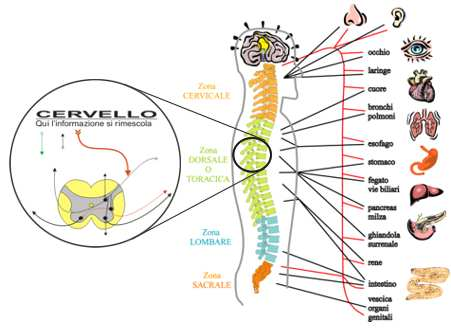 CERVELLO
Qui l'informazione si rimescola
Zona
CERVICALE
Zona
DORSALE
O
TORACICA
Zona
LOMBARE
Zona
SACRALE
occhio
laringe
cuore
bronchi
polmoni
esofago
stomaco
fegato
vie biliari
pancreas
milza
ghiandola
surrenale
rene
intestino
vescica
organi
genitali